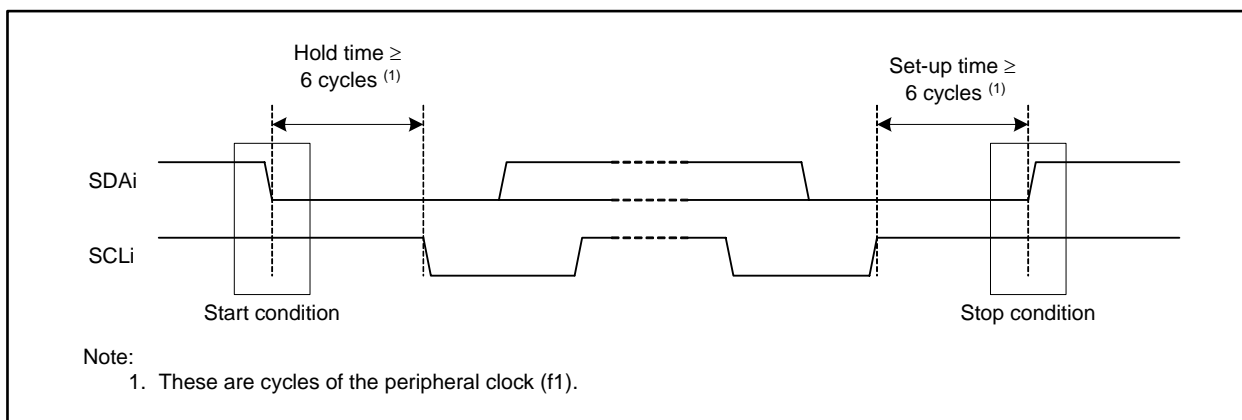 Hold time ≥
6 cycles (1)
Set-up time ≥
6 cycles (1)
SDAi
SCLi
Start condition
Stop condition
Note:
1. These are cycles of the peripheral clock (f1).